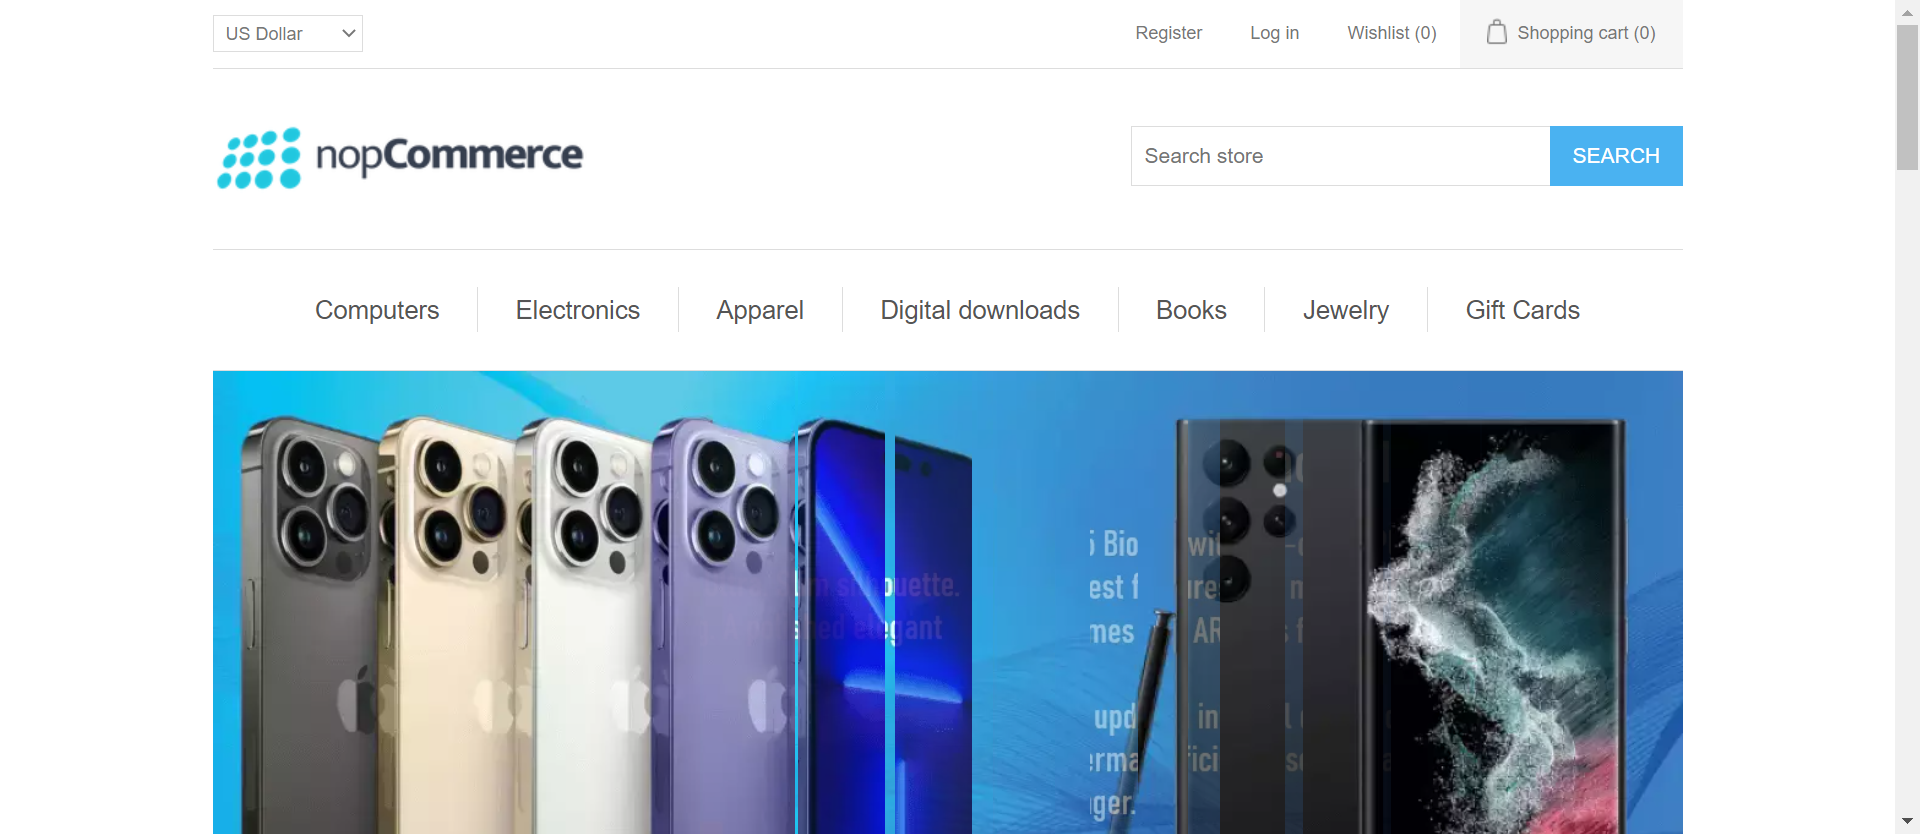 US Dollar
Register
Log in
Wishlist (0)
Shopping cart (0)
nopCommerce
Search store
SEARCH
Computers
Electronics
Apparel
Digital downloads
Books
Jewelry
Gift Cards
elegant